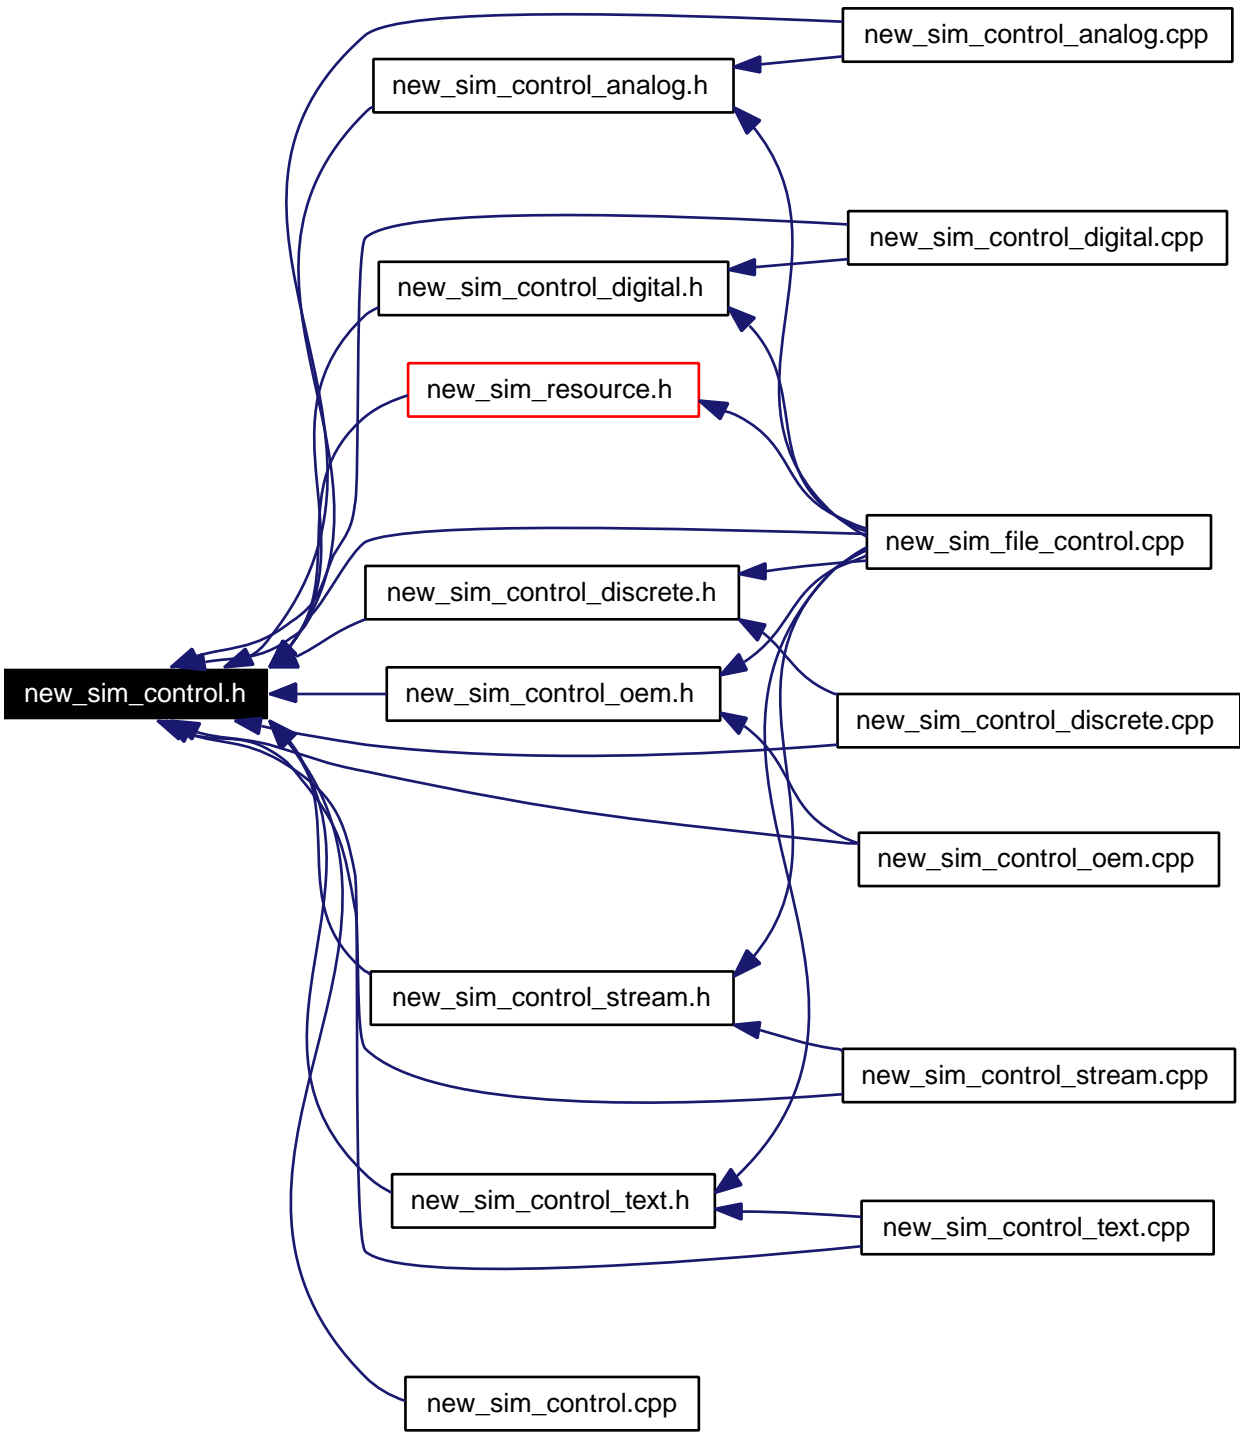 new_sim_control_analog.cpp
new_sim_control_analog.h
new_sim_control_digital.cpp
new_sim_control_digital.h
new_sim_resource.h
new_sim_file_control.cpp
new_sim_control_discrete.h
new_sim_control.h
new_sim_control_oem.h
new_sim_control_discrete.cpp
new_sim_control_oem.cpp
new_sim_control_stream.h
new_sim_control_stream.cpp
new_sim_control_text.h
new_sim_control_text.cpp
new_sim_control.cpp